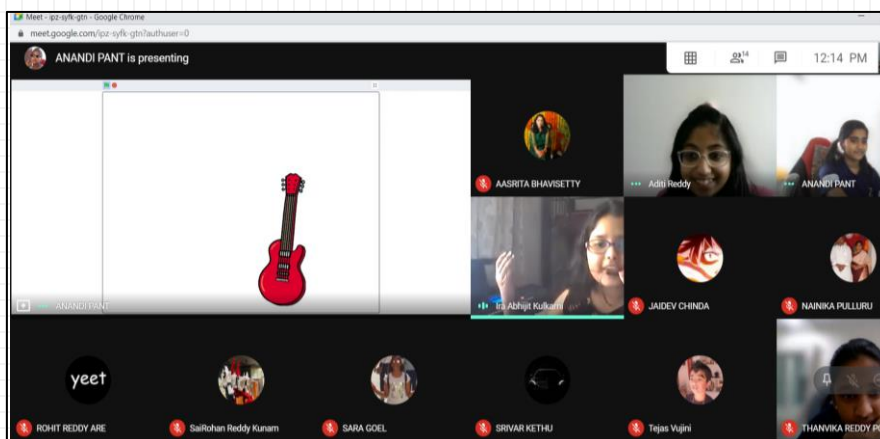 Meet - ipz-syfk-gtn - Google Chrome
meet.google.com/ipz-syfk-gtn?authuser=0
ANANDI PANT is presenting
14
12:14 PM
AASRITA BHAVISETTY
Aditi Reddy
ANANDI PANT
ANANDI PANT
Ira Abhijit Kulkarni
JAIDEV CHINDA
NAINIKA PULLURU
yeet
ROHIT REDDY ARE
SaiRohan Reddy Kunam
SARA GOEL
SRIVAR KETHU
Tejas Vujini
THANVIKA REDDY PO